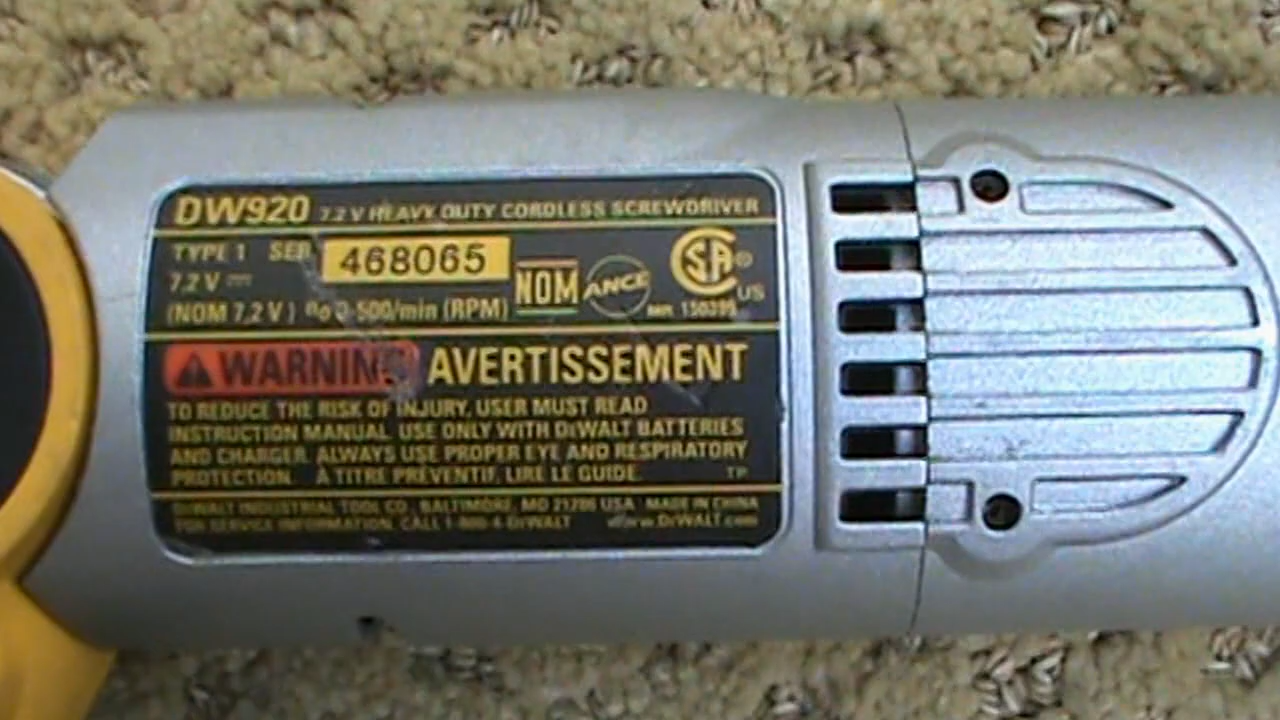 DW920 7.2 V HEAVY DUTY CORDLESS SCREWDRIVER
TYPE 1 SER 468065
7.2 V
(NOM 7,2 V ) no 0-500/min (RPM)
NOM ANCE
SA ® US
150395
WARNING AVERTISSEMENT
TO REDUCE THE RISK OF INJURY, USER MUST READ
INSTRUCTION MANUAL. USE ONLY WITH DEWALT BATTERIES
AND CHARGER. ALWAYS USE PROPER EYE AND RESPIRATORY
PROTECTION. À TITRE PRÉVENTIF, LIRE LE GUIDE. TP
DEWALT INDUSTRIAL TOOL CO., BALTIMORE, MD 21286 USA MADE IN CHINA
FOR SERVICE INFORMATION, CALL 1-800-4-DEWALT www.DEWALT.com